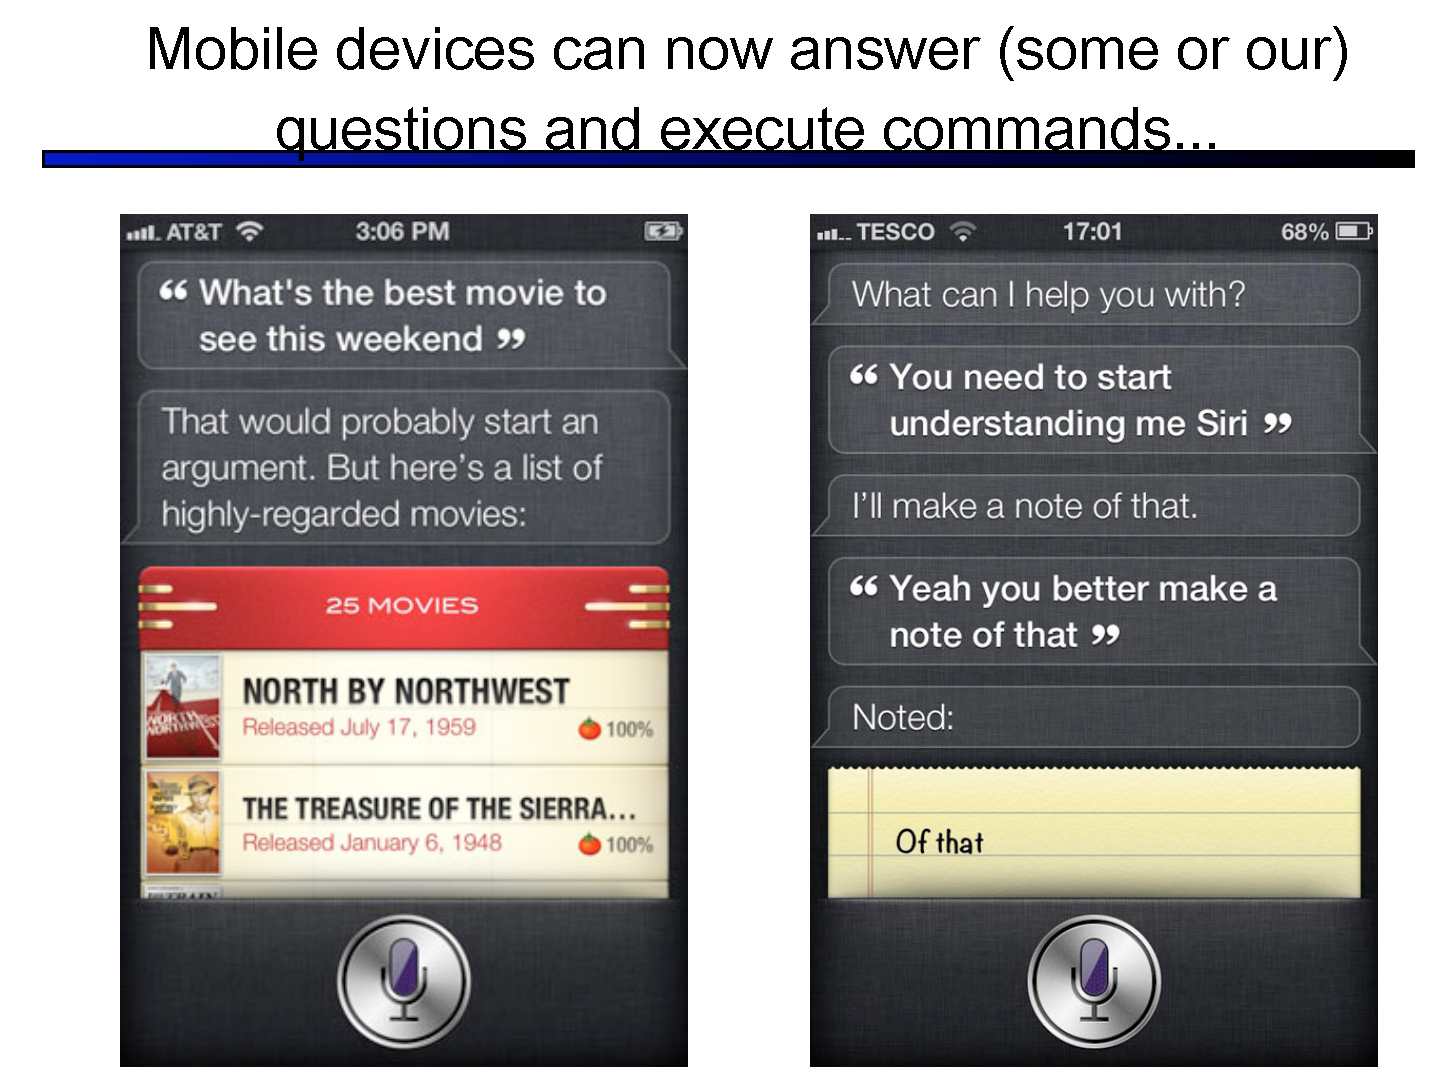 Mobile devices can now answer (some or our)
questions and execute commands...
AT&T 3:06 PM
“ What's the best movie to
see this weekend ”
That would probably start an
argument. But here’s a list of
highly-regarded movies:
25 MOVIES
NORTH BY NORTHWEST
NORTH BY NORTHWEST
Released July 17, 1959 100%
THE TREASURE OF THE SIERRA...
Released January 6, 1948 100%
TESCO 17:01 68%
What can I help you with?
“ You need to start
understanding me Siri ”
I’ll make a note of that.
“ Yeah you better make a
note of that ”
Noted:
Of that